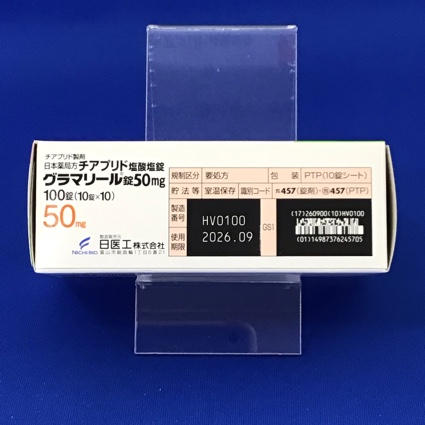 チアプリド製剤
日本薬局方 チアプリド塩酸塩錠
グラマリール®錠50mg
100錠(10錠×10)
50mg
製造販売元
日医工株式会社
NICHI-IKO 富山市総曲輪1丁目6番21
規制区分 要処方 包装 PTP(10錠シート)
貯法等 室温保存 識別コード 457(錠剤)・457(PTP)
製造番号 HV0100
使用期限 2026.09
GS1
(17)260900(10)HV0100
(01)14987376245705